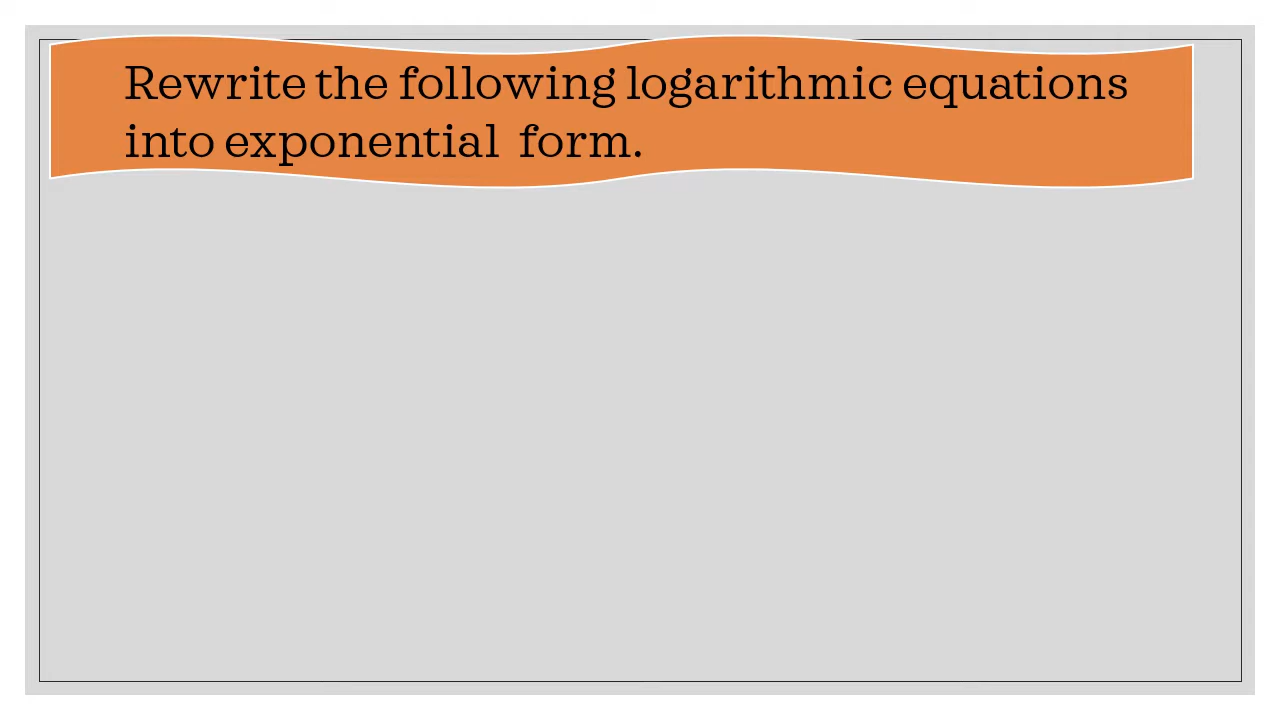 Rewrite the following logarithmic equations
into exponential  form.